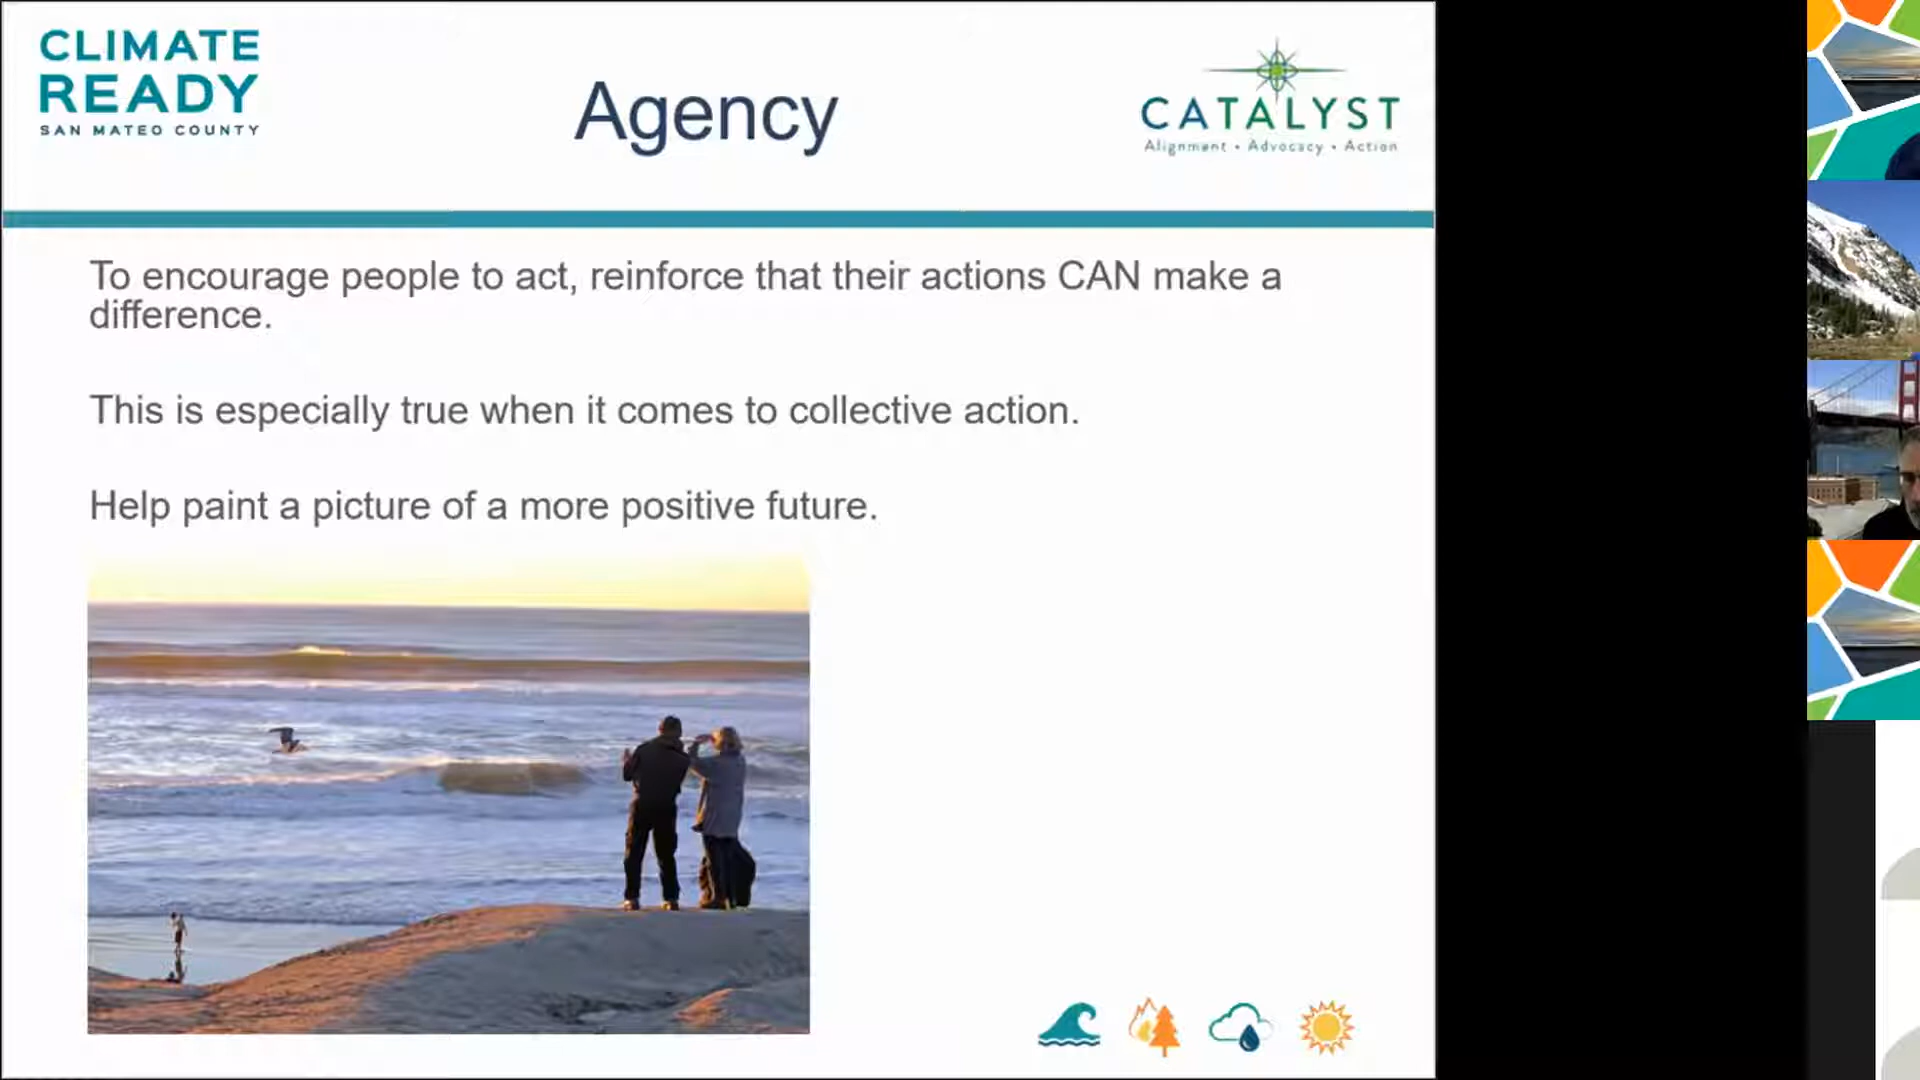 CLIMATE
READY
SAN MATEO COUNTY
Agency
CATALYST
Alignment • Advocacy • Action
To encourage people to act, reinforce that their actions CAN make a
difference.
This is especially true when it comes to collective action.
Help paint a picture of a more positive future.